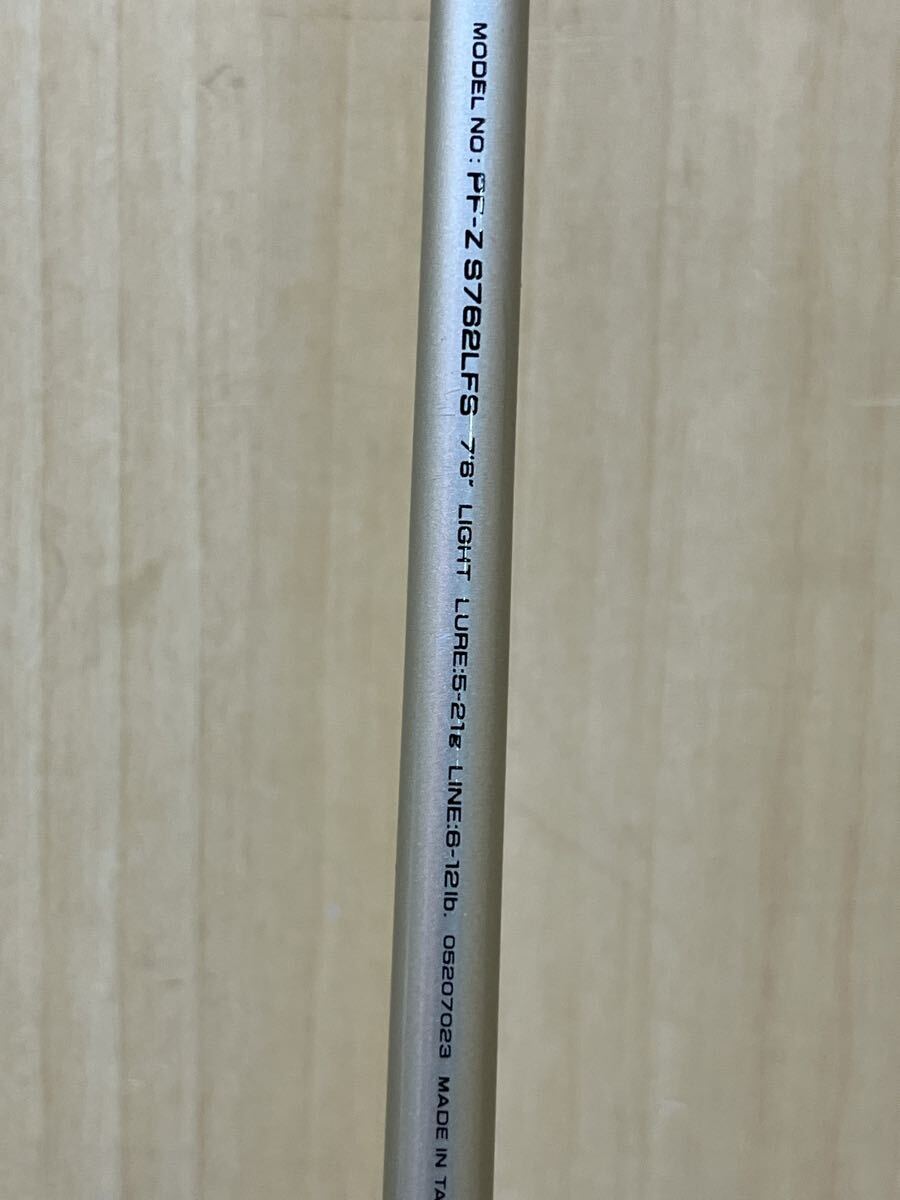 MODEL NO: PF-Z S762LFS 7'6" LIGHT LURE:5-21g LINE:6-12lb. 05207023 MADE IN TA